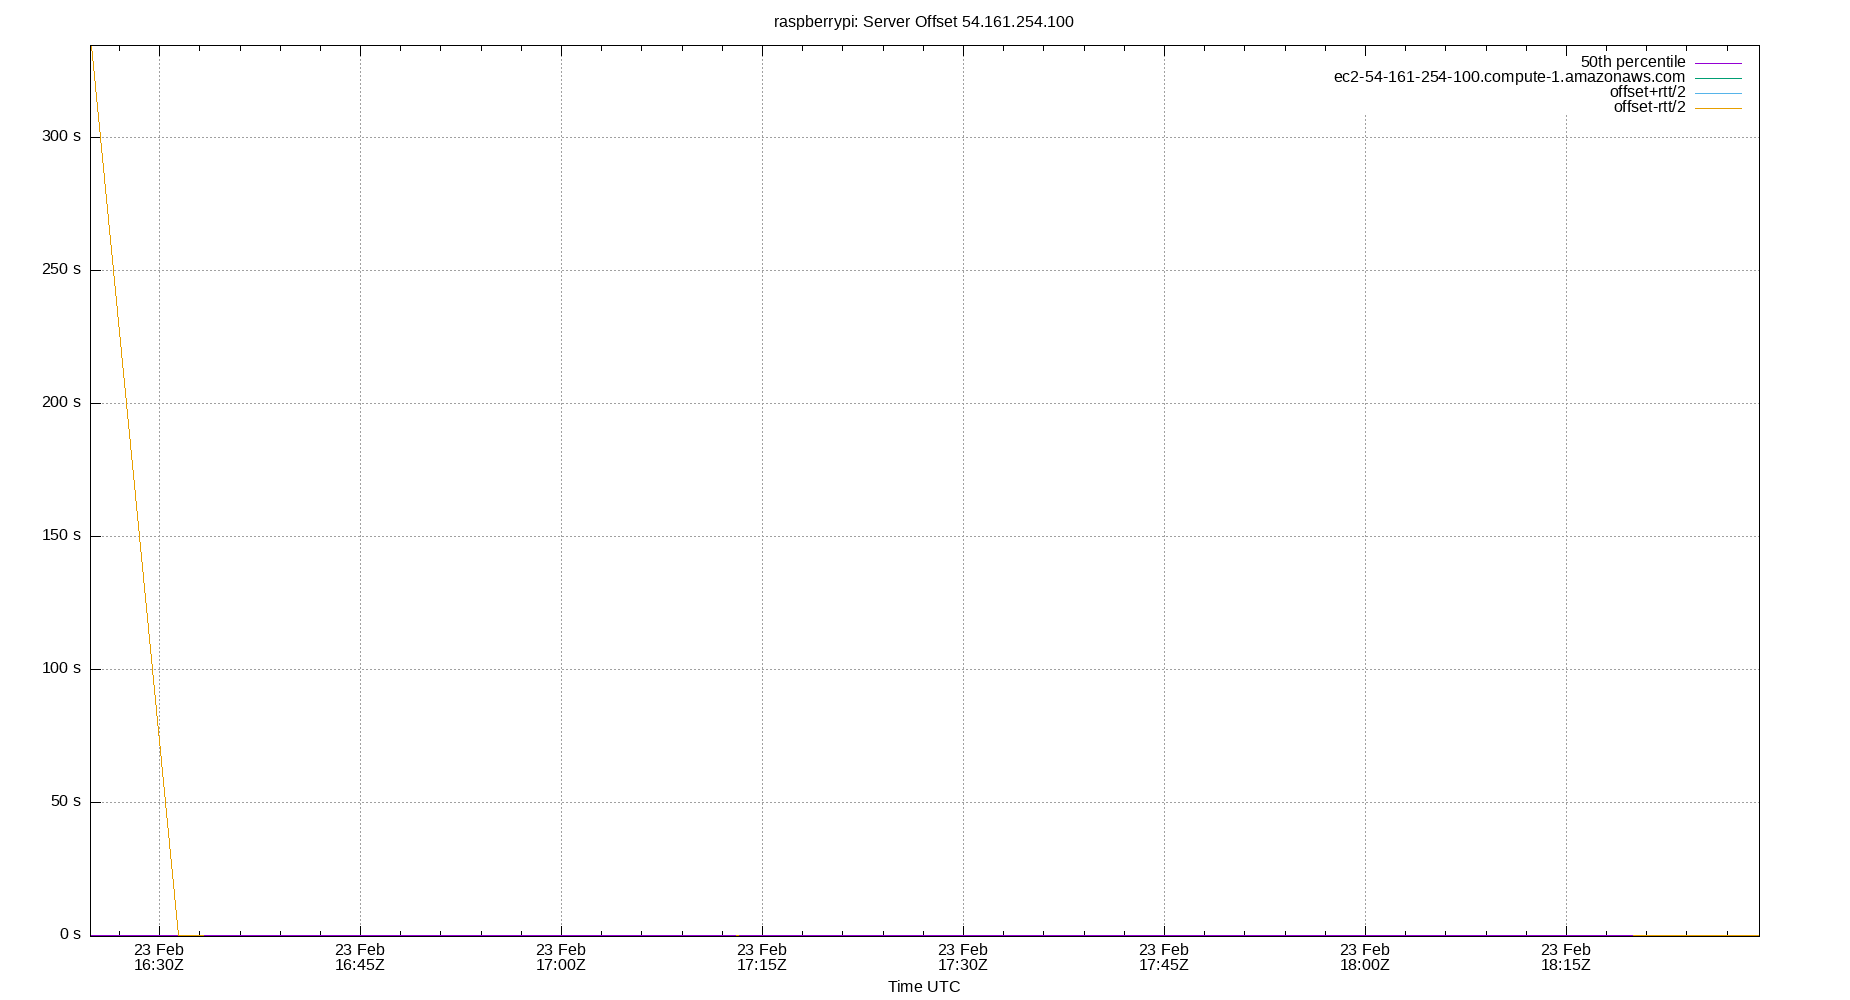 raspberrypi: Server Offset 54.161.254.100
50th percentile
ec2-54-161-254-100.compute-1.amazonaws.com
offset+rtt/2
offset-rtt/2
300 s
250 s
200 s
150 s
100 s
50 s
0 s
23 Feb 23 Feb 23 Feb 23 Feb 23 Feb 23 Feb 23 Feb 23 Feb
16:30Z 16:45Z 17:00Z 17:15Z 17:30Z 17:45Z 18:00Z 18:15Z
Time UTC